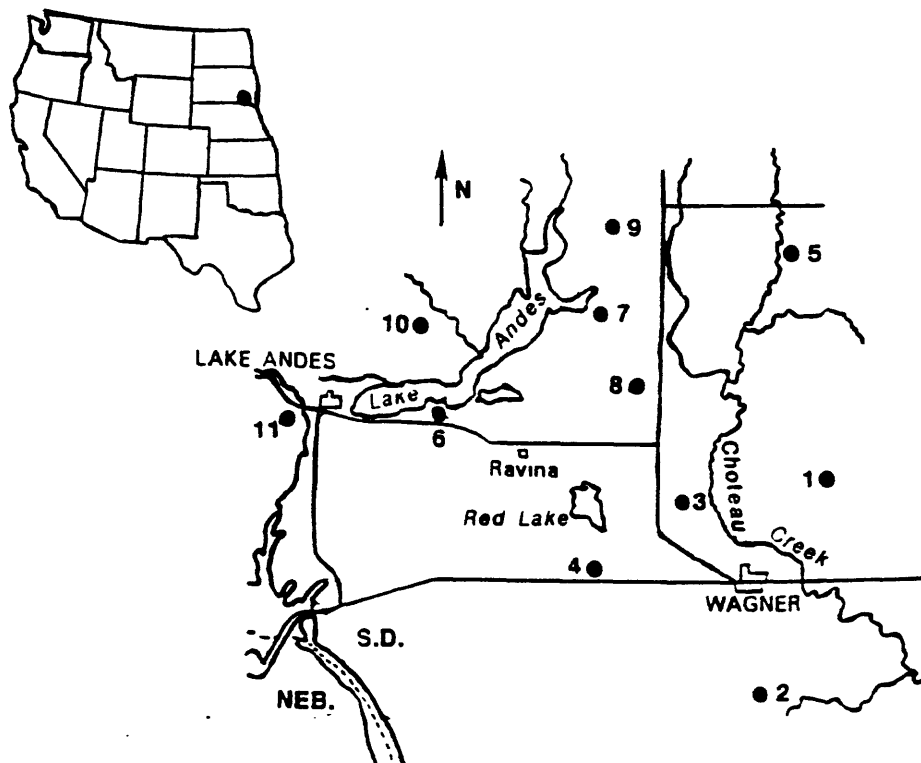 N
9
5
Andes
7
10
LAKE ANDES
8
Lake
11
6
Ravina
Choteau
1
3
Red Lake
Creek
4
WAGNER
S.D.
2
NEB.